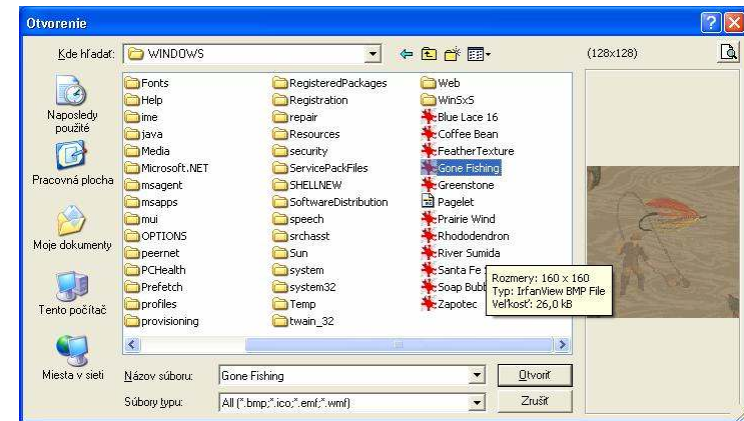 Otvorenie
Kde hľadať:
WINDOWS
(128x128)
Naposledy
použité
Pracovná plocha
Moje dokumenty
Tento počítač
Miesta v sieti
Fonts
Help
ime
java
Media
Microsoft.NET
msagent
msapps
mui
OPTIONS
peernet
PCHealth
Prefetch
profiles
provisioning
RegisteredPackages
Registration
repair
Resources
security
ServicePackFiles
SHELLNEW
SoftwareDistribution
speech
srchasst
Sun
system
system32
Temp
twain_32
Web
WinSxS
Blue Lace 16
Coffee Bean
FeatherTexture
Gone Fishing
Greenstone
Pagelet
Prairie Wind
Rhododendron
River Sumida
Santa Fe
Soap Bub
Zapotec
Rozmery: 160 x 160
Typ: IrfanView BMP File
Veľkosť: 26,0 kB
Názov súboru:
Gone Fishing
Otvoriť
Súbory typu:
All (*.bmp;*.ico;*.emf;*.wmf)
Zrušiť